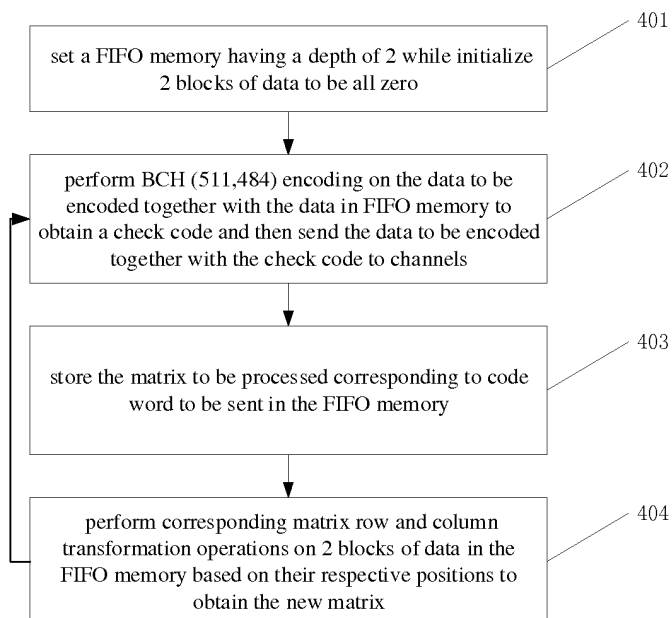 401
set a FIFO memory having a depth of 2 while initialize
2 blocks of data to be all zero
402
perform BCH (511,484) encoding on the data to be
encoded together with the data in FIFO memory to
obtain a check code and then send the data to be encoded
together with the check code to channels
403
store the matrix to be processed corresponding to code
word to be sent in the FIFO memory
404
perform corresponding matrix row and column
transformation operations on 2 blocks of data in the
FIFO memory based on their respective positions to
obtain the new matrix